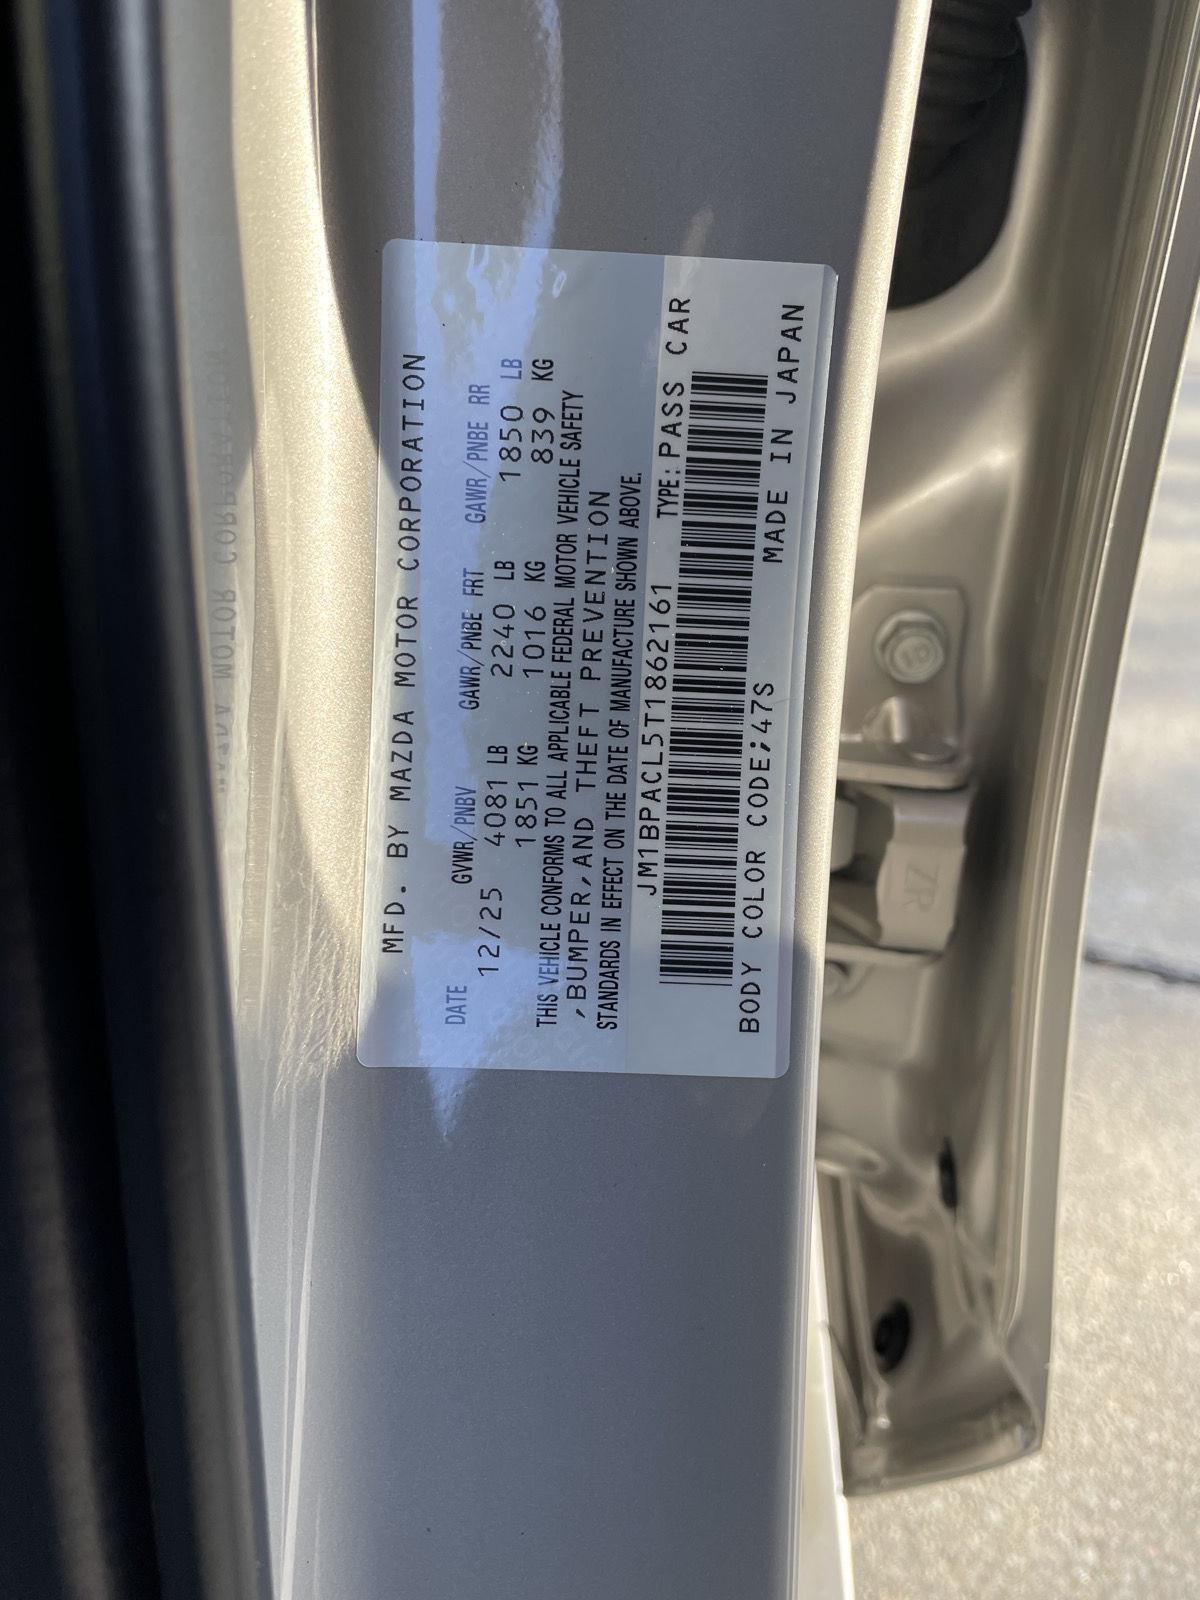 MFD. BY MAZDA MOTOR CORPORATION
DATE GVWR/PNBV GAWR/PNBE FRT GAWR/PNBE RR
12/25 4081 LB 2240 LB 1850 LB
1851 KG 1016 KG 839 KG
THIS VEHICLE CONFORMS TO ALL APPLICABLE FEDERAL MOTOR VEHICLE SAFETY
,BUMPER,AND THEFT PREVENTION
STANDARDS IN EFFECT ON THE DATE OF MANUFACTURE SHOWN ABOVE.
JM1BPACL5T1862161 TYPE:PASS CAR
BODY COLOR CODE;47S MADE IN JAPAN
ZR